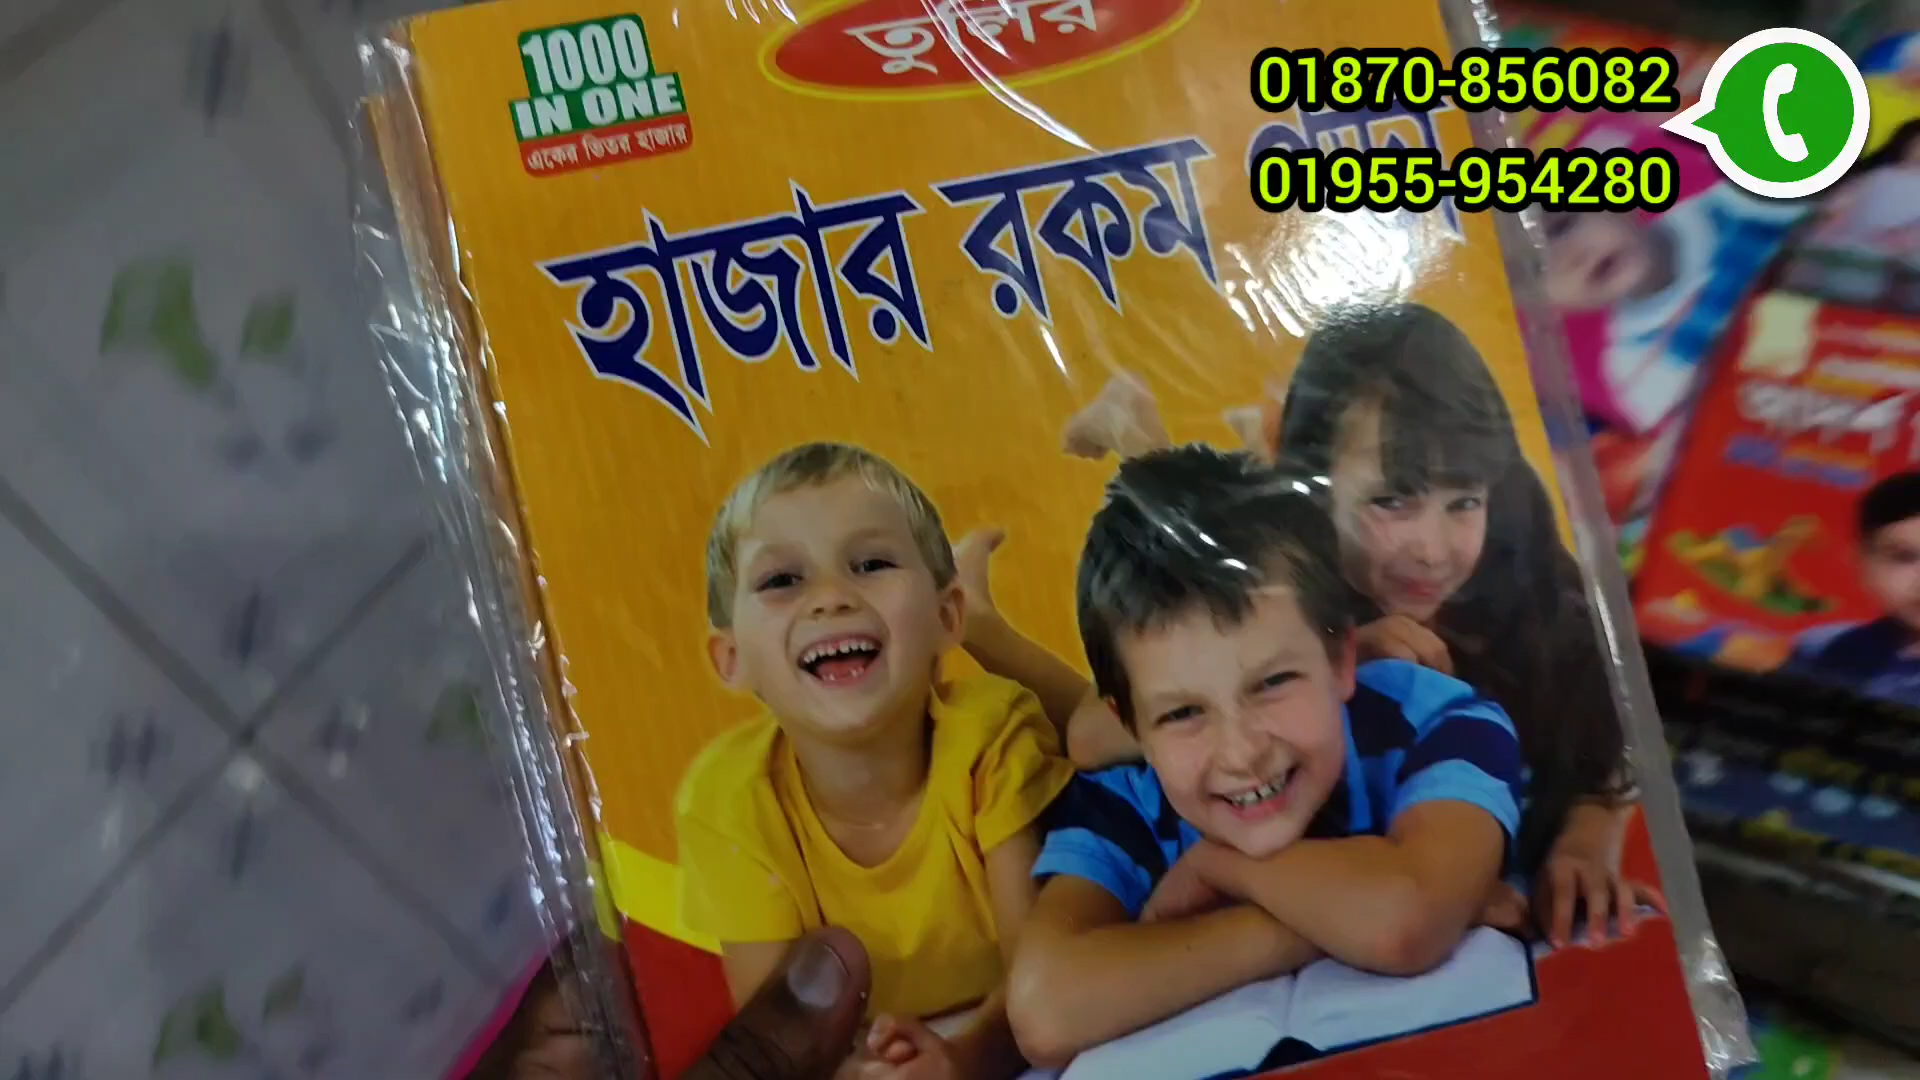 1000
IN ONE
একের ভিতর হাজার
তুলির
হাজার রকম
01870-856082
01955-954280